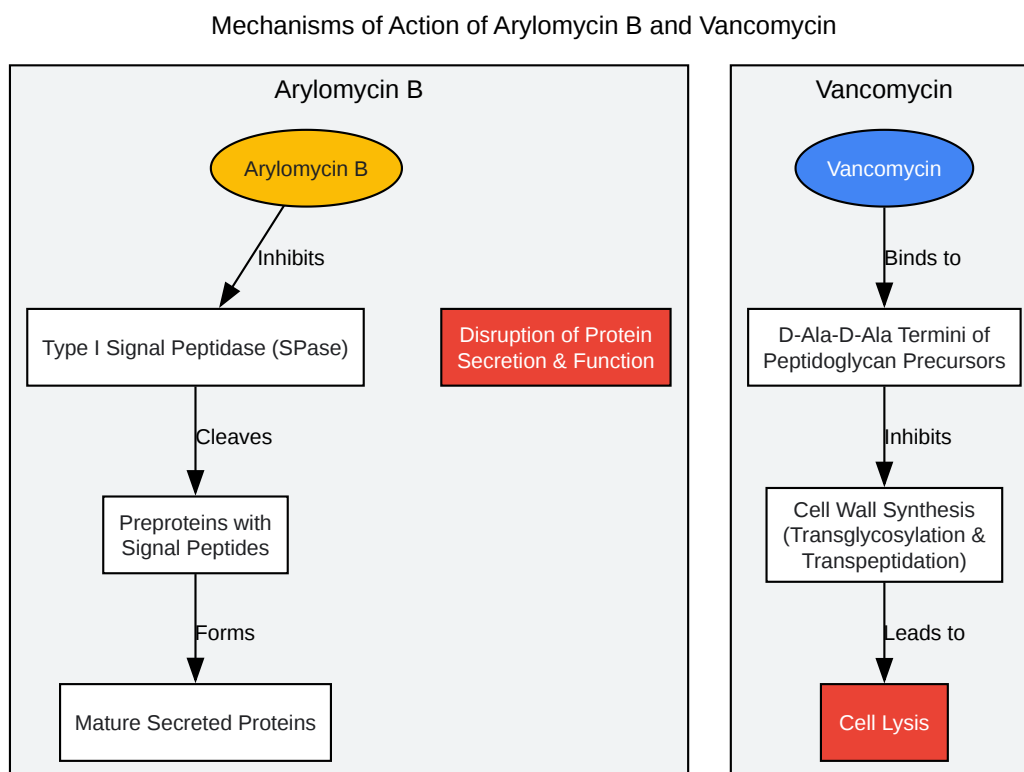 Mechanisms of Action of Arylomycin B and Vancomycin
Arylomycin B
Arylomycin B
Inhibits
Type I Signal Peptidase (SPase)
Disruption of Protein
Secretion & Function
Cleaves
Preproteins with
Signal Peptides
Forms
Mature Secreted Proteins
Vancomycin
Vancomycin
Binds to
D-Ala-D-Ala Termini of
Peptidoglycan Precursors
Inhibits
Cell Wall Synthesis
(Transglycosylation &
Transpeptidation)
Leads to
Cell Lysis